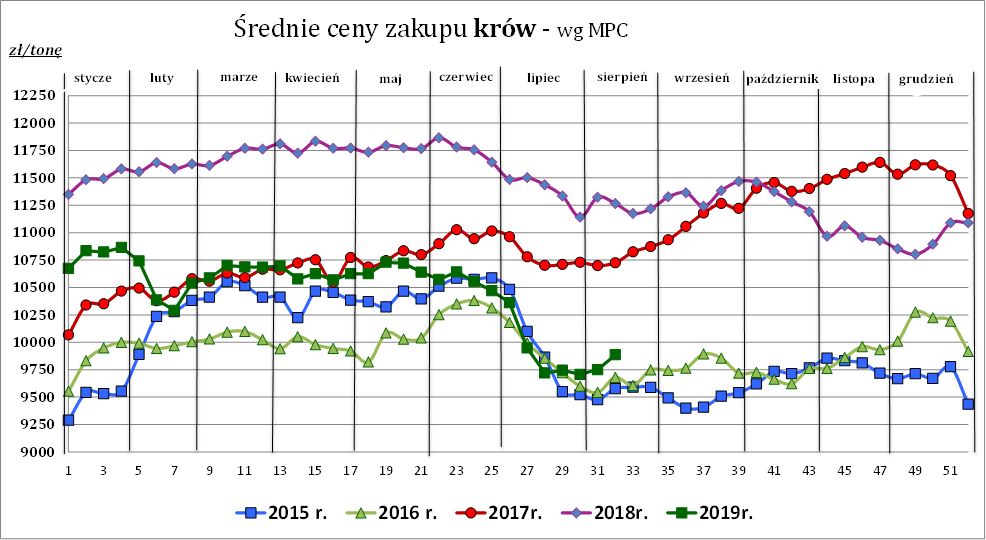 Średnie ceny zakupu krów - wg MPC
zł/tonę
stycze luty marze kwiecień maj czerwiec lipiec sierpień wrzesień październik listopa grudzień
12250
12000
11750
11500
11250
11000
10750
10500
10250
10000
9750
9500
9250
9000
1 3 5 7 9 11 13 15 17 19 21 23 25 27 29 31 33 35 37 39 41 43 45 47 49 51
2015 r. 2016 r. 2017r. 2018r. 2019r.